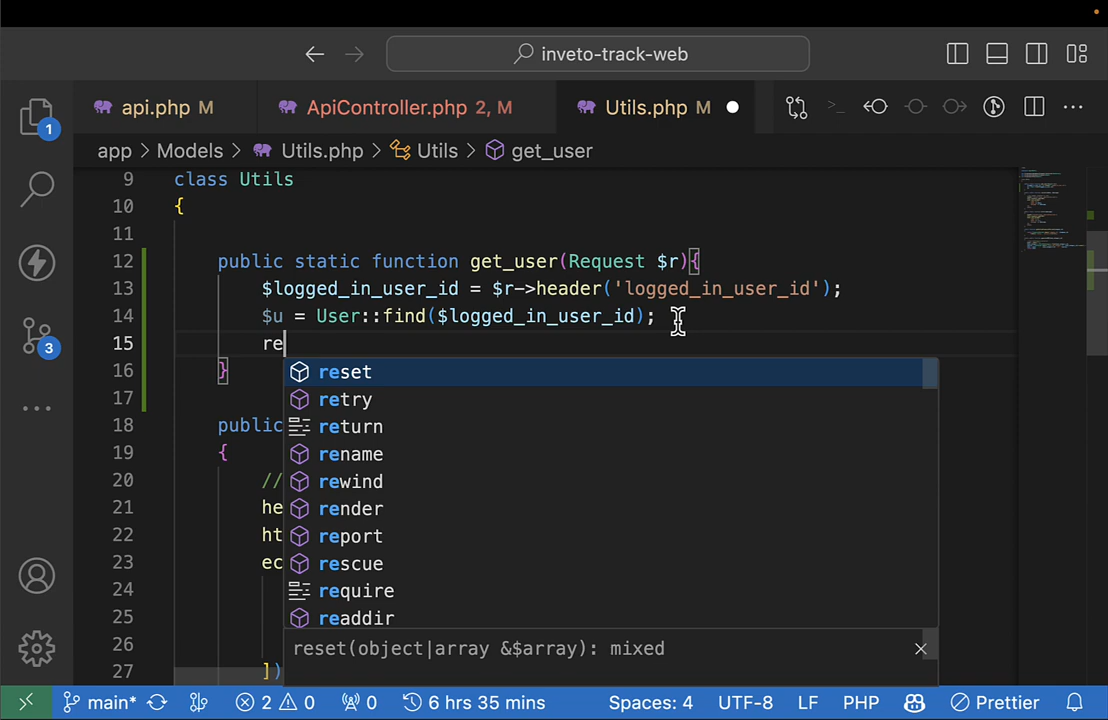 inveto-track-web
api.php M
ApiController.php 2, M
Utils.php M
app > Models > Utils.php > Utils > get_user
1
3
9 class Utils
10 {
11
12 public static function get_user(Request $r){
13 $logged_in_user_id = $r->header('logged_in_user_id');
14 $u = User::find($logged_in_user_id);
15 re
16 }
17
18 public
19 {
20 //
21 he
22 ht
23 ec
24
25
26
27 ])
reset
retry
return
rename
rewind
render
report
rescue
require
readdir
reset(object|array &$array): mixed
main* 2 0 0 6 hrs 35 mins Spaces: 4 UTF-8 LF PHP Prettier